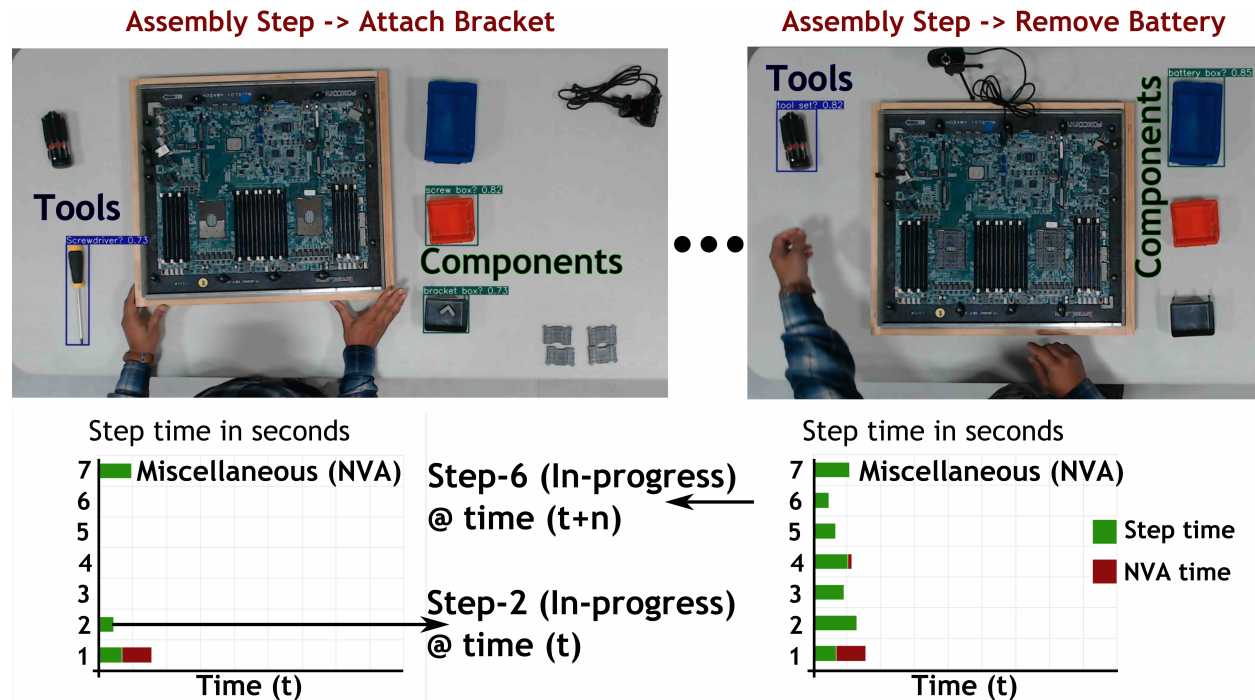 Assembly Step -> Attach Bracket
Assembly Step -> Remove Battery
Tools
Screwdriver? 0.73
screw box? 0.82
Components
bracket box? 0.73
FOXCONN
Tools
tool set? 0.82
battery box? 0.85
Components
FOXCONN
Step time in seconds
7
Miscellaneous (NVA)
6
5
4
3
2
1
Time (t)
Step-6 (In-progress)
@ time (t+n)
Step-2 (In-progress)
@ time (t)
Step time in seconds
7
Miscellaneous (NVA)
6
5
4
3
2
1
Time (t)
Step time
NVA time